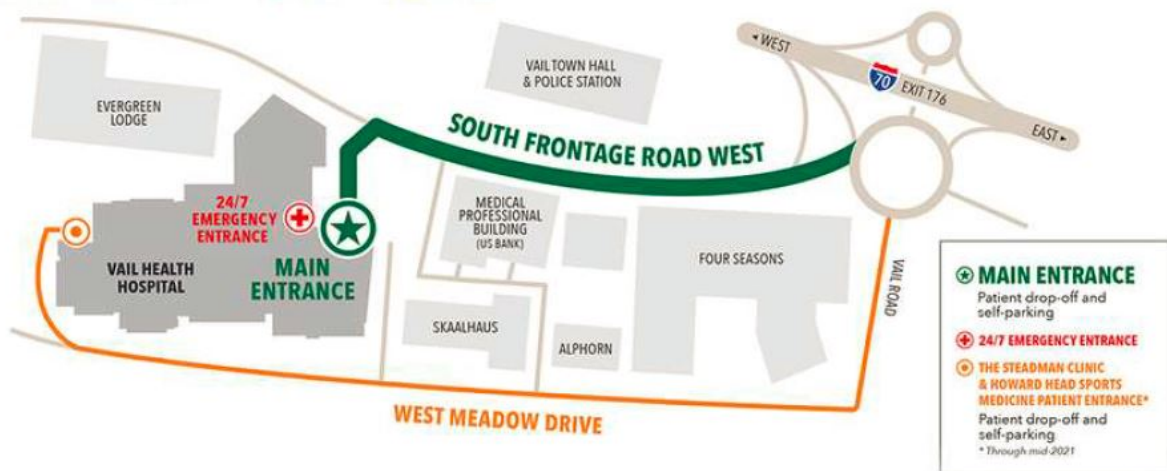 WEST
70
EXIT 176
EAST
VAIL TOWN HALL
& POLICE STATION
EVERGREEN
LODGE
SOUTH FRONTAGE ROAD WEST
24/7
EMERGENCY
ENTRANCE
MEDICAL
PROFESSIONAL
BUILDING
(US BANK)
FOUR SEASONS
VAIL HEALTH
HOSPITAL
MAIN
ENTRANCE
VAIL ROAD
SKAALHAUS
ALPHORN
WEST MEADOW DRIVE
MAIN ENTRANCE
Patient drop-off and
self-parking
24/7 EMERGENCY ENTRANCE
THE STEADMAN CLINIC
& HOWARD HEAD SPORTS
MEDICINE PATIENT ENTRANCE*
Patient drop-off and
self-parking
* Through mid-2021